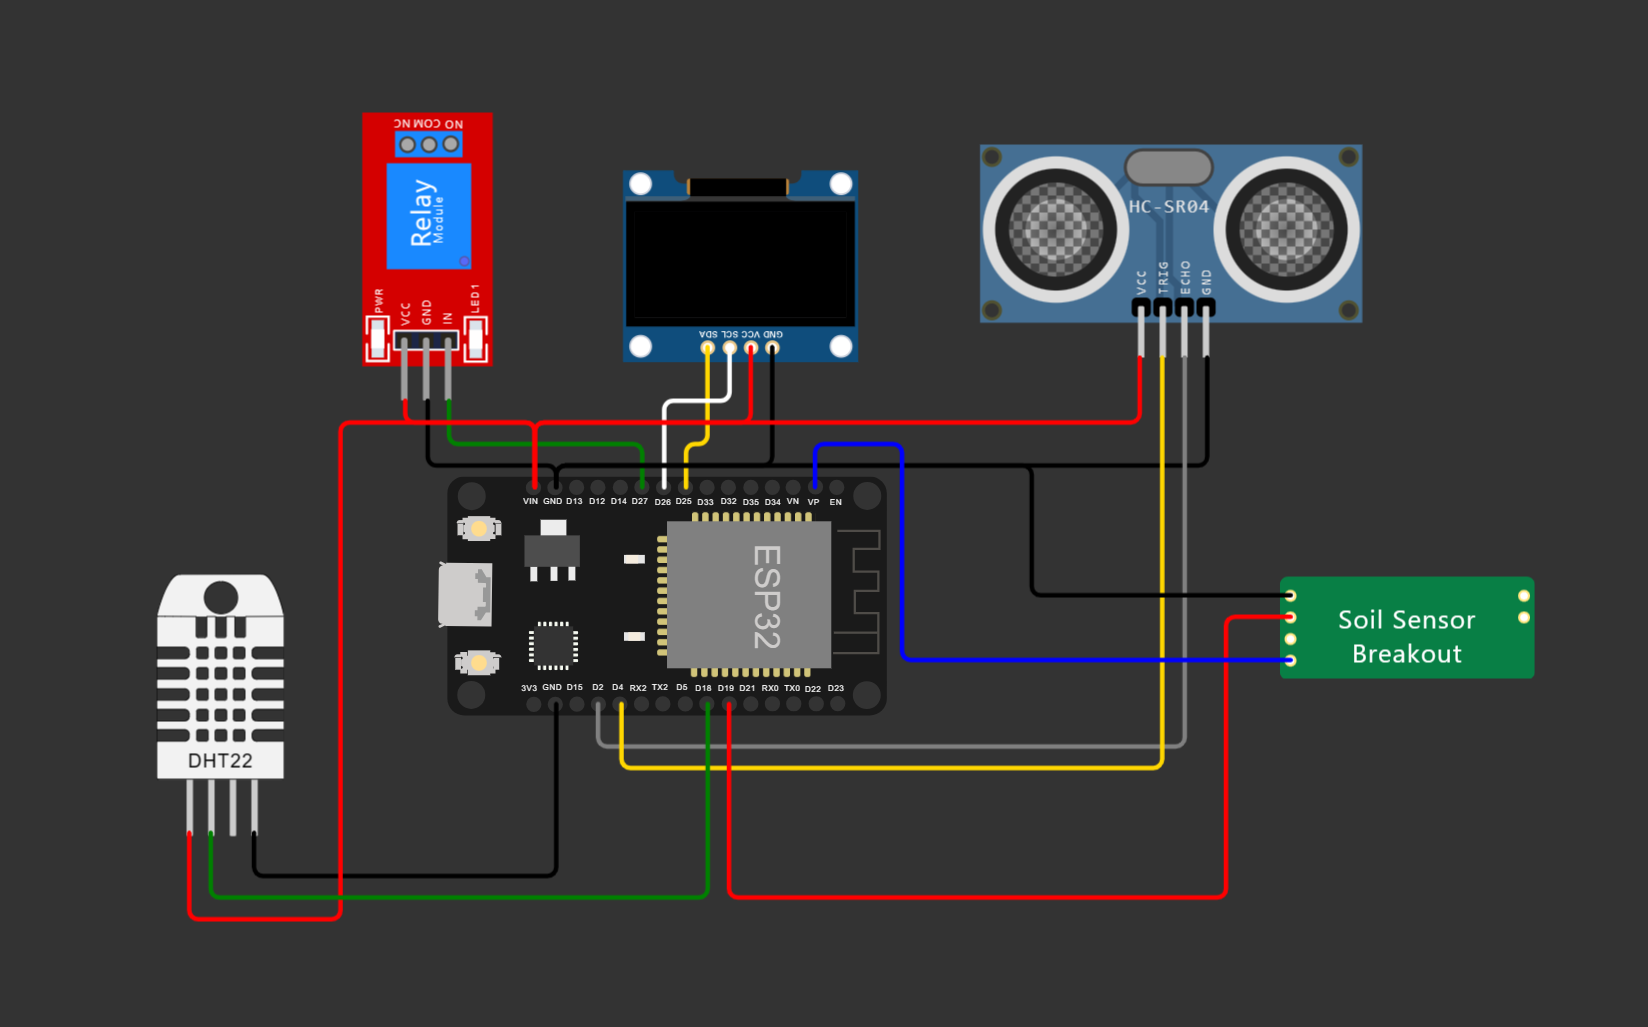 NO COM NC
Relay
Module
PWR
VCC
GND
IN
LED1
GND VCC SCL SDA
HC-SR04
VCC
TRIG
ECHO
GND
VIN GND D13 D12 D14 D27 D26 D25 D33 D32 D35 D34 VN VP EN
ESP32
3V3 GND D15 D2 D4 RX2 TX2 D5 D18 D19 D21 RX0 TX0 D22 D23
DHT22
Soil Sensor
Breakout